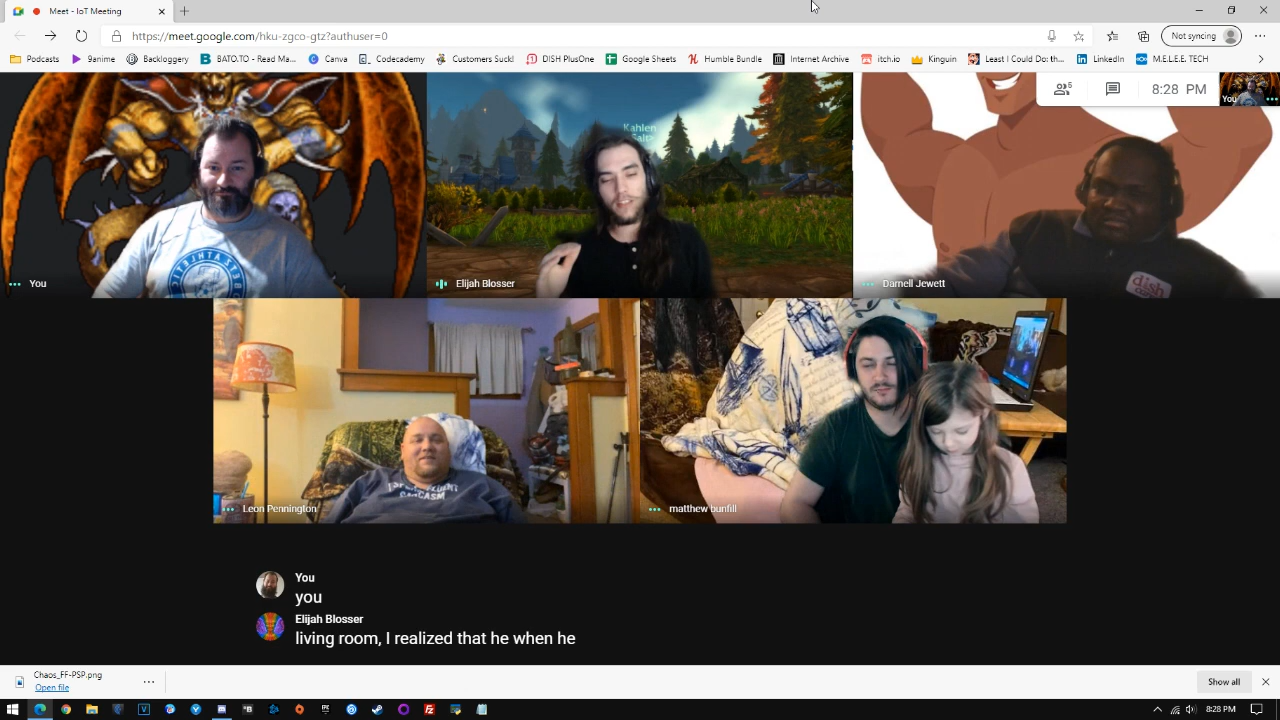 Meet - IoT Meeting
https://meet.google.com/hku-zgco-gtz?authuser=0
Not syncing
Podcasts
9anime
Backloggery
BATO.TO - Read Ma...
Canva
Codecademy
Customers Suck!
DISH PlusOne
Google Sheets
Humble Bundle
Internet Archive
itch.io
Kinguin
Least I Could Do: th...
LinkedIn
M.E.L.E.E. TECH
6
8:28 PM
You
Kahlen
dish
You
Elijah Blosser
Darnell Jewett
SARCASM
Leon Pennington
matthew bunfill
You
you
Elijah Blosser
living room, I realized that he when he
Chaos_FF-PSP.png
Open file
Show all
8:28 PM